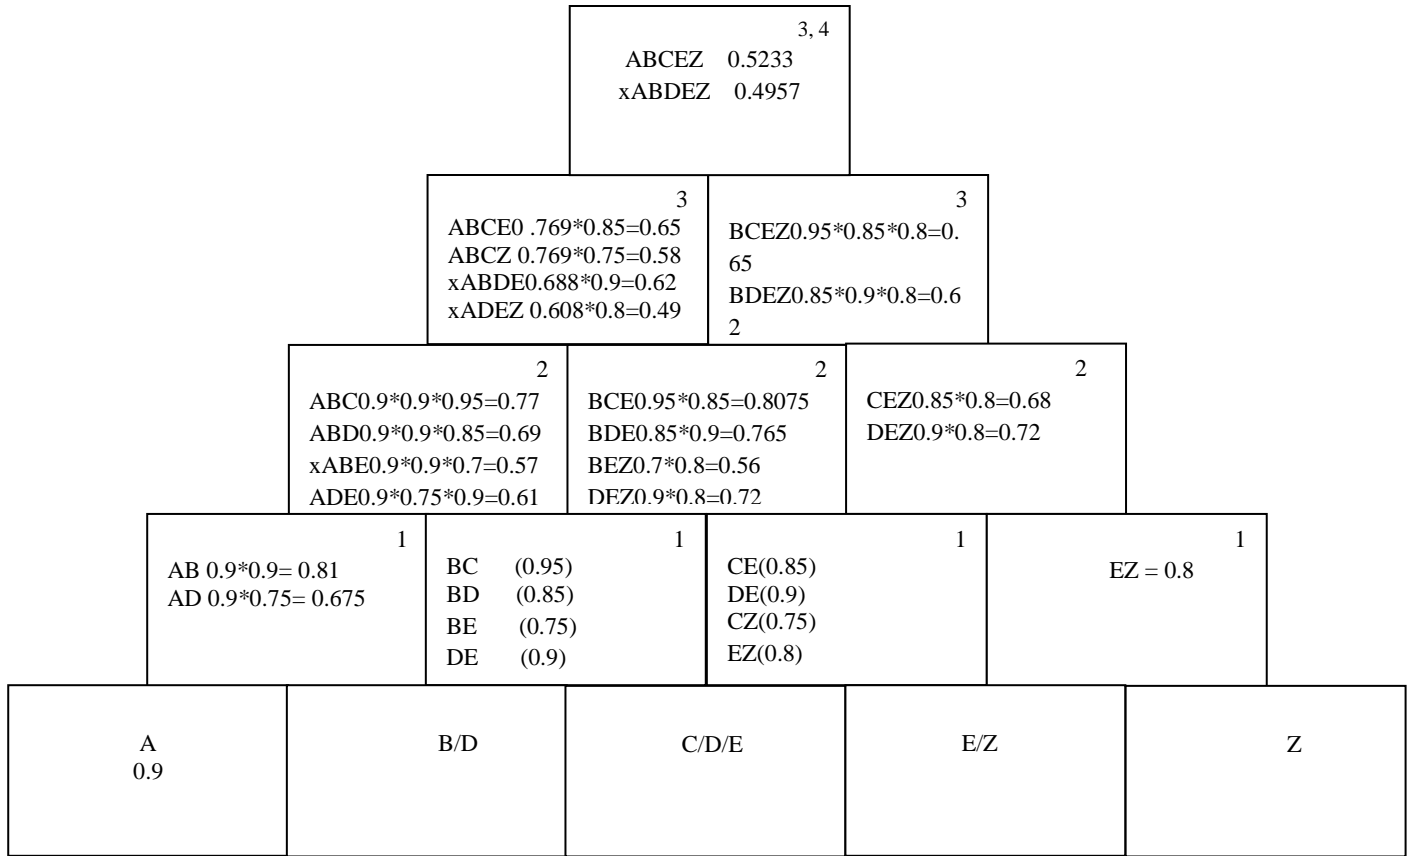 3, 4
ABCEZ 0.5233
xABDEZ 0.4957
3
ABCE0 .769*0.85=0.65
ABCZ 0.769*0.75=0.58
xABDE0.688*0.9=0.62
xADEZ 0.608*0.8=0.49
3
BCEZ0.95*0.85*0.8=0.
65
BDEZ0.85*0.9*0.8=0.6
2
2
ABC0.9*0.9*0.95=0.77
ABD0.9*0.9*0.85=0.69
xABE0.9*0.9*0.7=0.57
ADE0.9*0.75*0.9=0.61
2
BCE0.95*0.85=0.8075
BDE0.85*0.9=0.765
BEZ0.7*0.8=0.56
DEZ0.9*0.8=0.72
2
CEZ0.85*0.8=0.68
DEZ0.9*0.8=0.72
1
AB 0.9*0.9= 0.81
AD 0.9*0.75= 0.675
1
BC (0.95)
BD (0.85)
BE (0.75)
DE (0.9)
1
CE(0.85)
DE(0.9)
CZ(0.75)
EZ(0.8)
1
EZ = 0.8
A
0.9
B/D
C/D/E
E/Z
Z